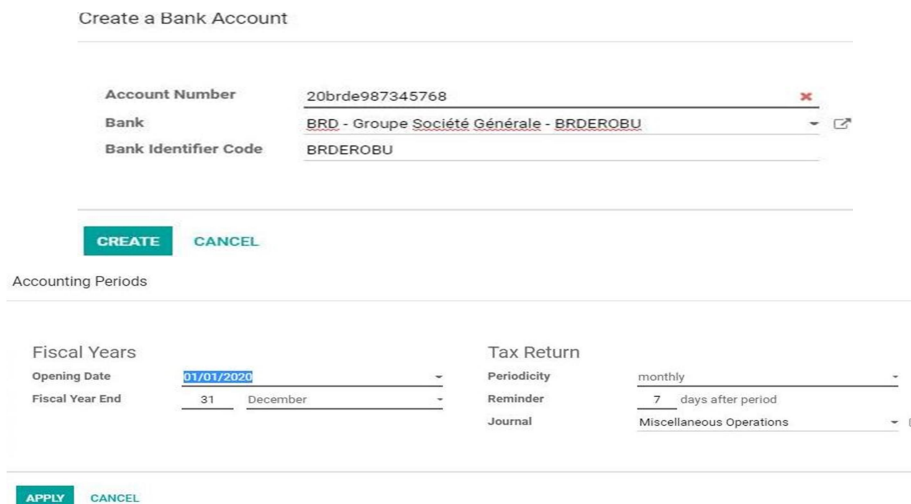 Create a Bank Account
Account Number 20brde987345768
Bank BRD - Groupe Société Générale - BRDEROBU
Bank Identifier Code BRDEROBU
CREATE CANCEL
Accounting Periods
Fiscal Years
Opening Date 01/01/2020
Fiscal Year End 31 December
Tax Return
Periodicity monthly
Reminder 7 days after period
Journal Miscellaneous Operations
APPLY CANCEL